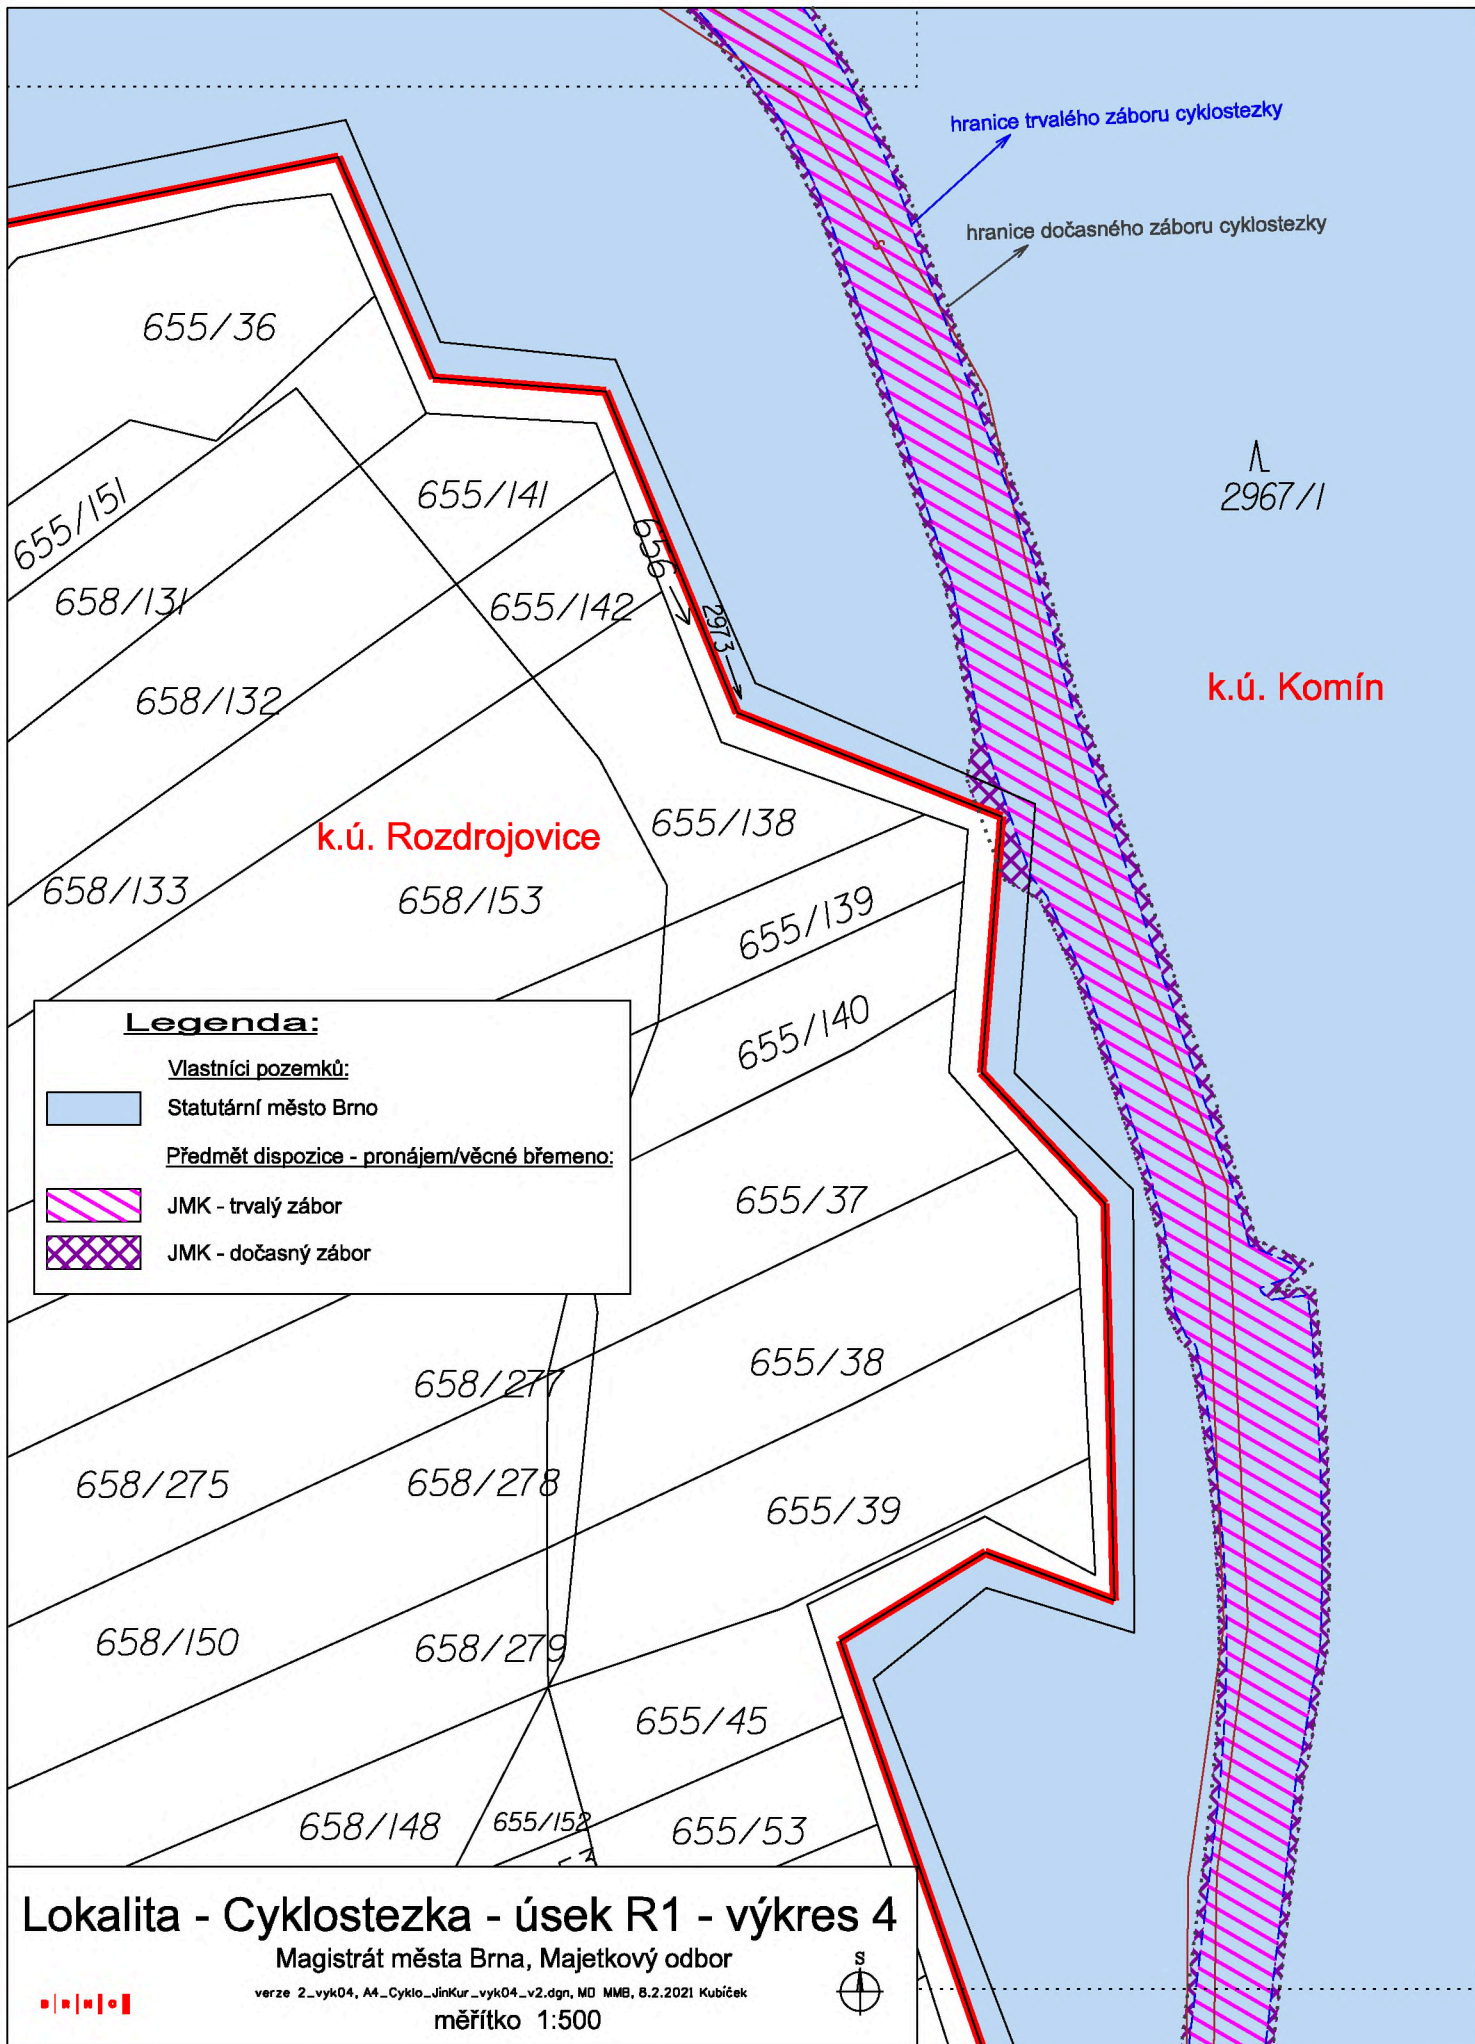 hranice trvalého záboru cyklostezky
hranice dočasného záboru cyklostezky
s
655/36
2967/1
655/151
655/141
656
658/131
655/142
2973
k.ú. Komín
658/132
k.ú. Rozdrojovice
655/138
658/133
658/153
655/139
655/140
Legenda:
Vlastníci pozemků:
Statutární město Brno
Předmět dispozice - pronájem/věcné břemeno:
JMK - trvalý zábor
JMK - dočasný zábor
655/37
655/38
658/277
658/275
658/278
655/39
658/150
658/279
655/45
658/148
655/152
655/53
Lokalita - Cyklostezka - úsek R1 - výkres 4
Magistrát města Brna, Majetkový odbor
S
verze 2_vyk04, A4_Cyklo_JinKur_vyk04_v2.dgn, MO MMB, 8.2.2021 Kubíček
měřítko 1:500